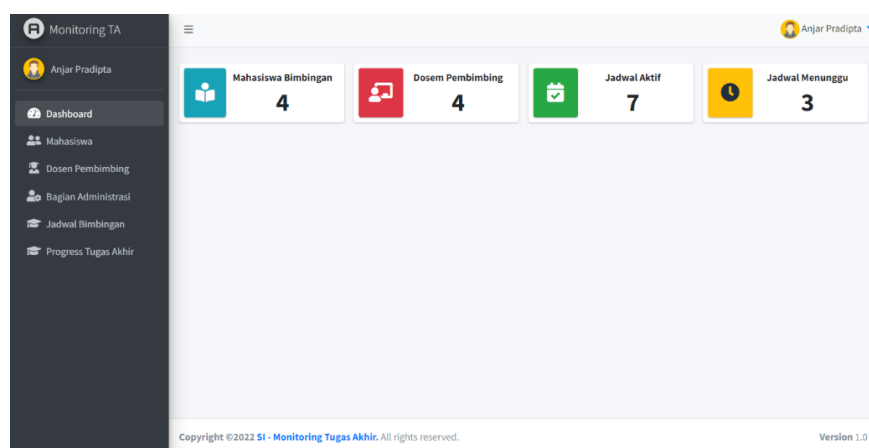 Monitoring TA
Anjar Pradipta
Anjar Pradipta
Dashboard
Mahasiswa
Dosen Pembimbing
Bagian Administrasi
Jadwal Bimbingan
Progress Tugas Akhir
Mahasiswa Bimbingan
4
Dosem Pembimbing
4
Jadwal Aktif
7
Jadwal Menunggu
3
Copyright ©2022 SI - Monitoring Tugas Akhir. All rights reserved.
Version 1.0